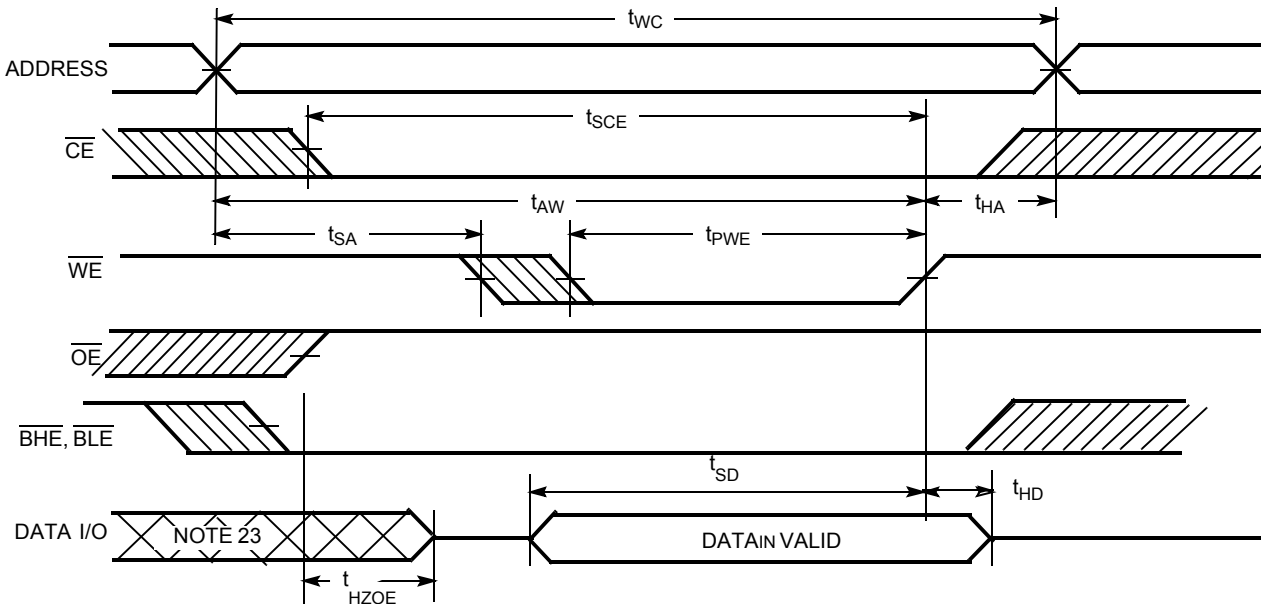 tWC
ADDRESS
tSCE
CE
tAW
tHA
tSA
tPWE
WE
OE
BHE, BLE
tSD
tHD
DATA I/O
NOTE 23
DATAIN VALID
tHZOE